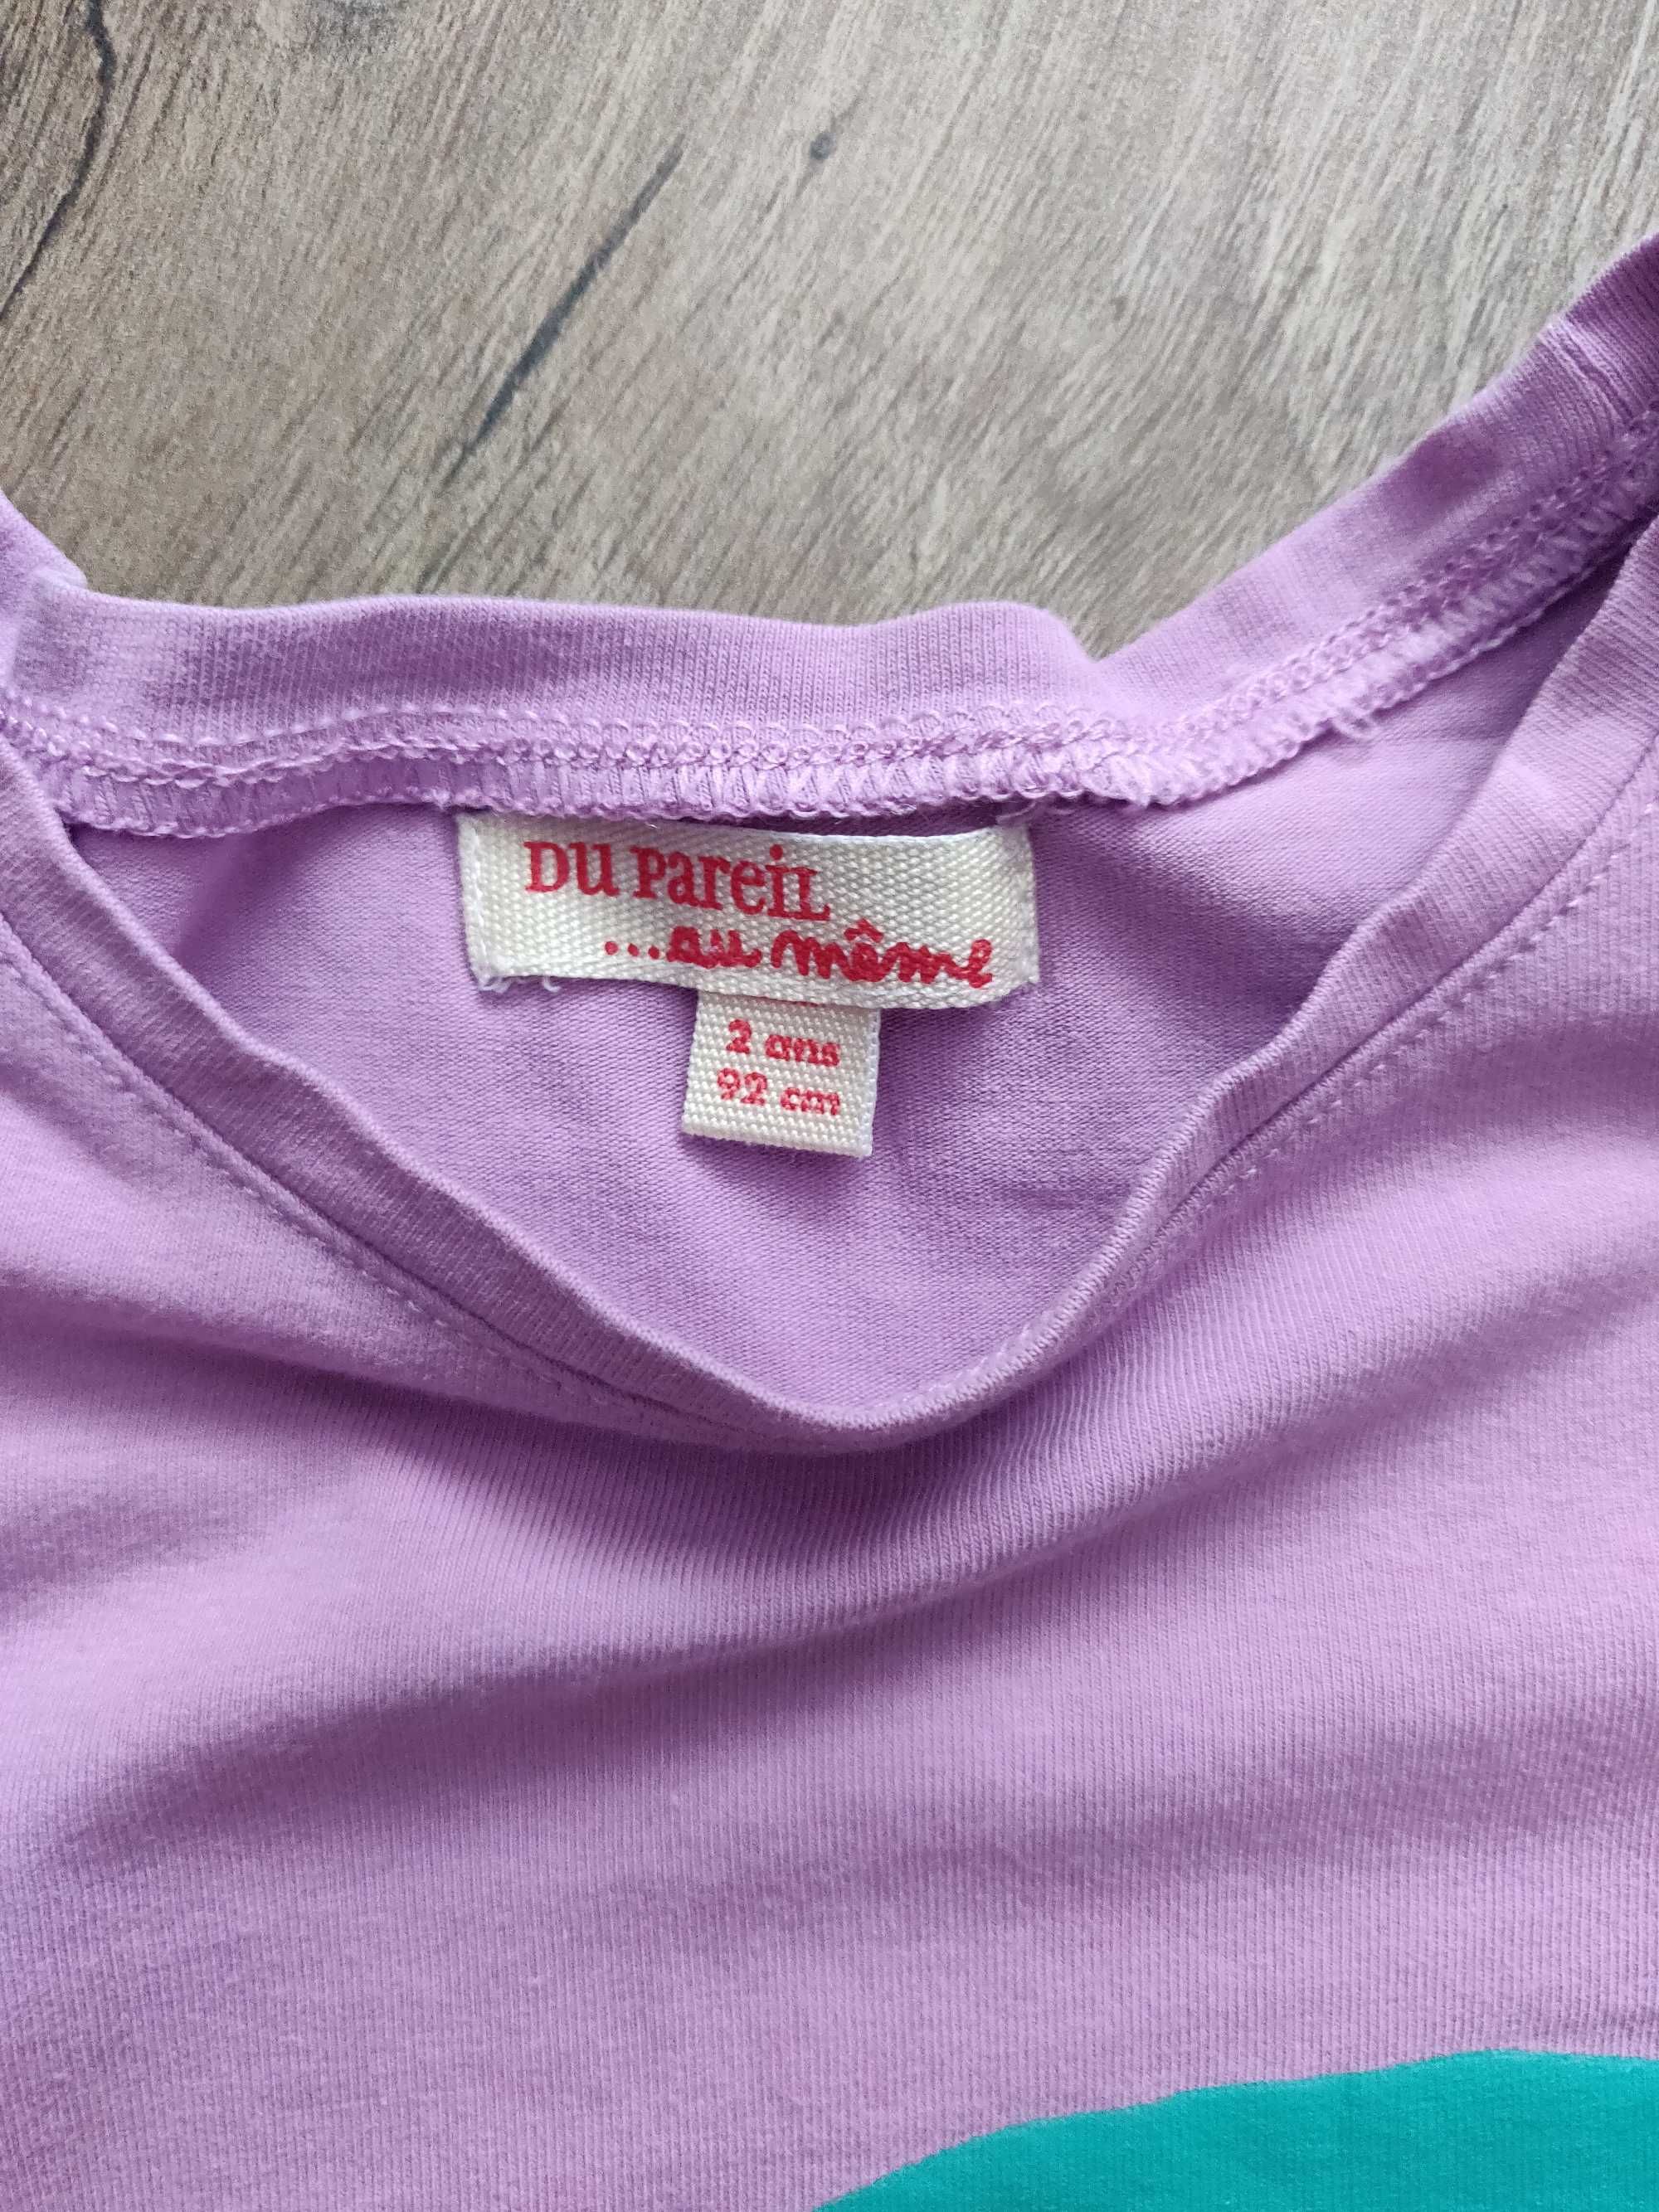 DU PareiL
...au même
2 ans
92 cm